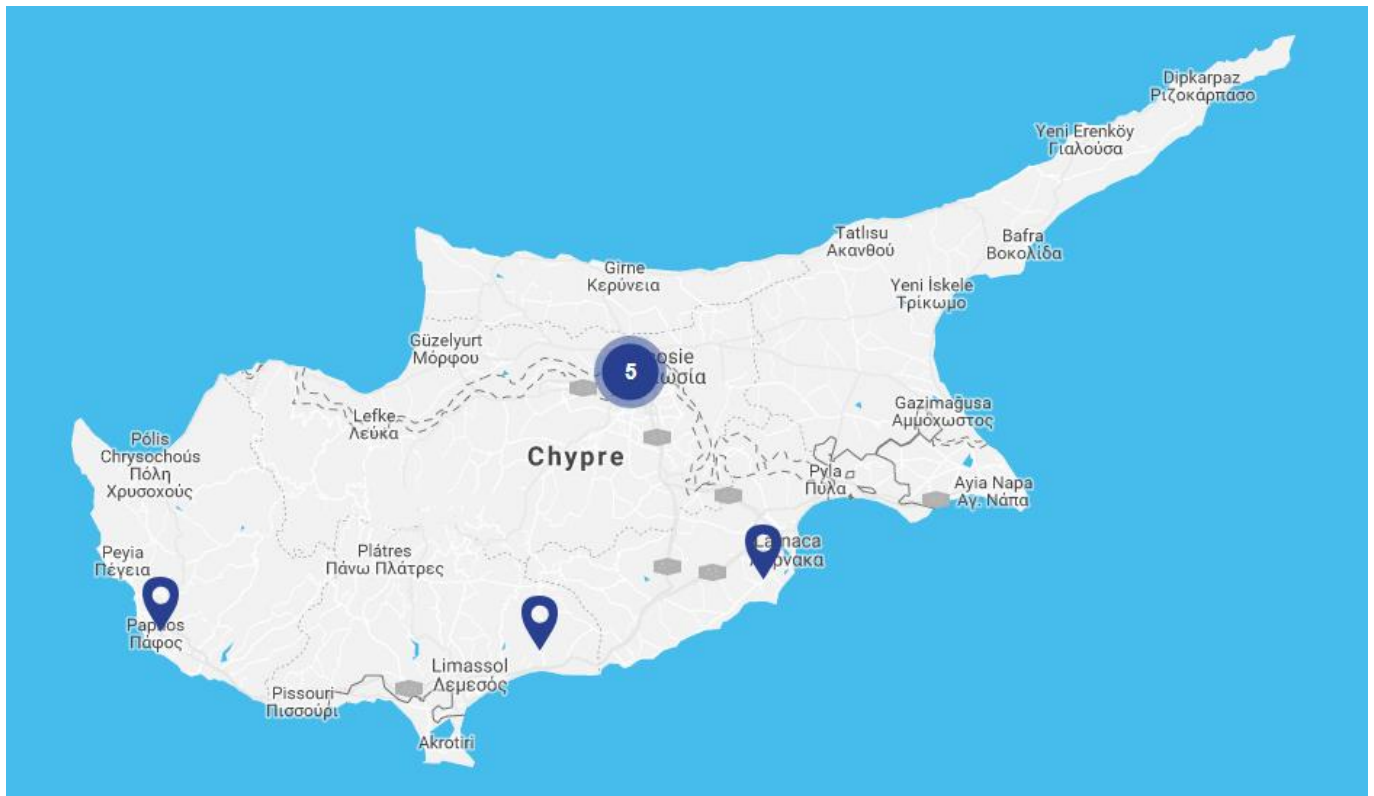 Dipkarpaz
Ριζοκάρπασο
Yeni Erenköy
Γιαλούσα
Tatlısu
Ακανθού
Bafra
Βοκολίδα
Girne
Κερύνεια
Yeni İskele
Τρίκωμο
Güzelyurt
Μόρφου
5
Gazimağusa
Αμμόχωστος
Lefke
Λεύκα
Pólis
Chrysochoús
Πόλη
Χρυσοχούς
Chypre
Pyla
Πύλα
Ayia Napa
Αγ. Νάπα
Peyia
Πέγεια
Plátres
Πάνω Πλάτρες
Πάφος
Limassol
Λεμεσός
Pissouri
Πισσούρι
Akrotiri